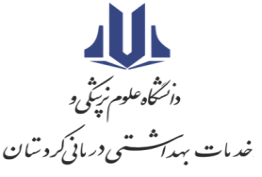 دانشگاه علوم پزشکی و
خدمات بهداشتی درمانی کردستان